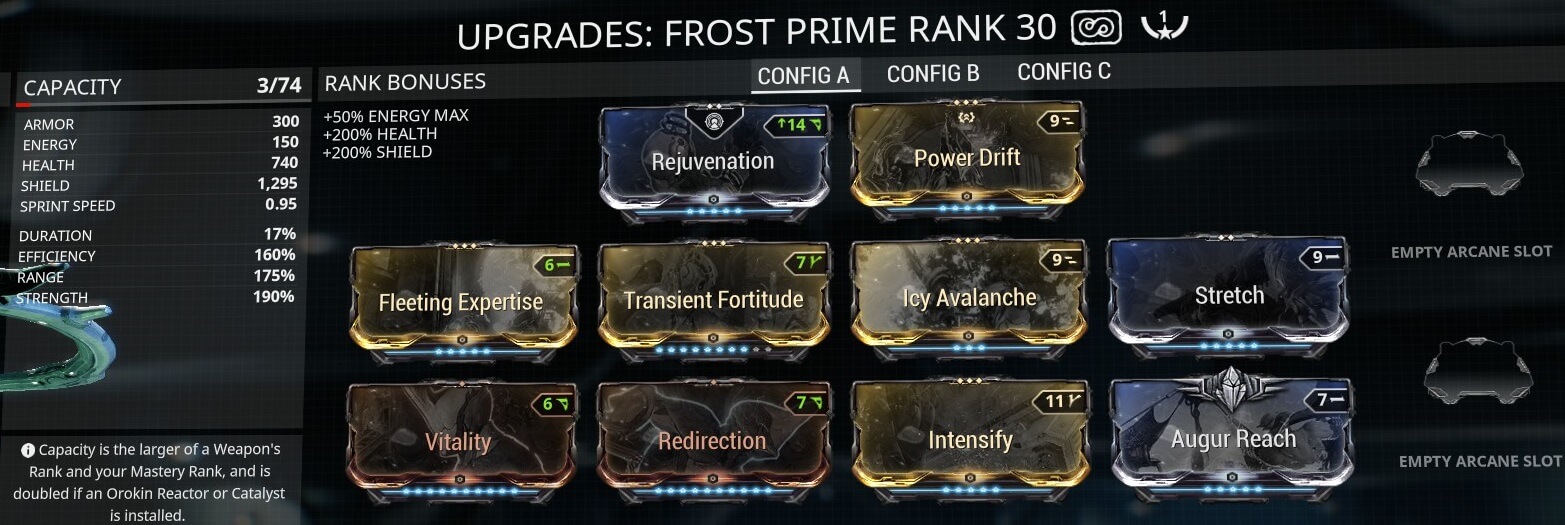 UPGRADES: FROST PRIME RANK 30 1
CAPACITY 3/74
ARMOR 300
ENERGY 150
HEALTH 740
SHIELD 1,295
SPRINT SPEED 0.95
DURATION 17%
EFFICIENCY 160%
RANGE 175%
STRENGTH 190%
Capacity is the larger of a Weapon's
Rank and your Mastery Rank, and is
doubled if an Orokin Reactor or Catalyst
is installed.
RANK BONUSES
+50% ENERGY MAX
+200% HEALTH
+200% SHIELD
CONFIG A CONFIG B CONFIG C
14 9
Rejuvenation Power Drift
6 7 9 9
Fleeting Expertise Transient Fortitude Icy Avalanche Stretch
6 7 11 7
Vitality Redirection Intensify Augur Reach
EMPTY ARCANE SLOT
EMPTY ARCANE SLOT